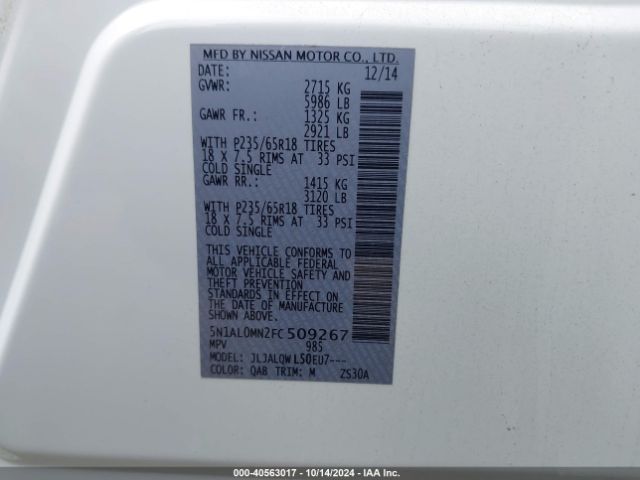 MFD BY NISSAN MOTOR CO., LTD.
DATE: 12/14
GVWR: 2715 KG
5986 LB
GAWR FR.: 1325 KG
2921 LB
WITH P235/65R18 TIRES
18 X 7.5 RIMS AT 33 PSI
COLD SINGLE
GAWR RR.: 1415 KG
3120 LB
WITH P235/65R18 TIRES
18 X 7.5 RIMS AT 33 PSI
COLD SINGLE
THIS VEHICLE CONFORMS TO
ALL APPLICABLE FEDERAL
MOTOR VEHICLE SAFETY AND
THEFT PREVENTION
STANDARDS IN EFFECT ON
THE DATE OF MANUFACTURE
SHOWN ABOVE.
5N1AL0MN2FC509267
MPV 985
MODEL: JLJALQWL50EU7---
COLOR: QAB TRIM: M ZS30A
000-40563017 - 10/14/2024 - IAA Inc.